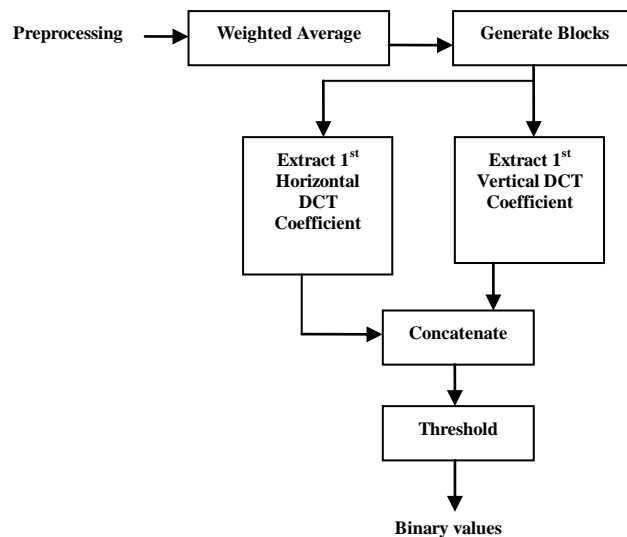 Preprocessing
Weighted Average
Generate Blocks
Extract 1st
Horizontal
DCT
Coefficient
Extract 1st
Vertical DCT
Coefficient
Concatenate
Threshold
Binary values